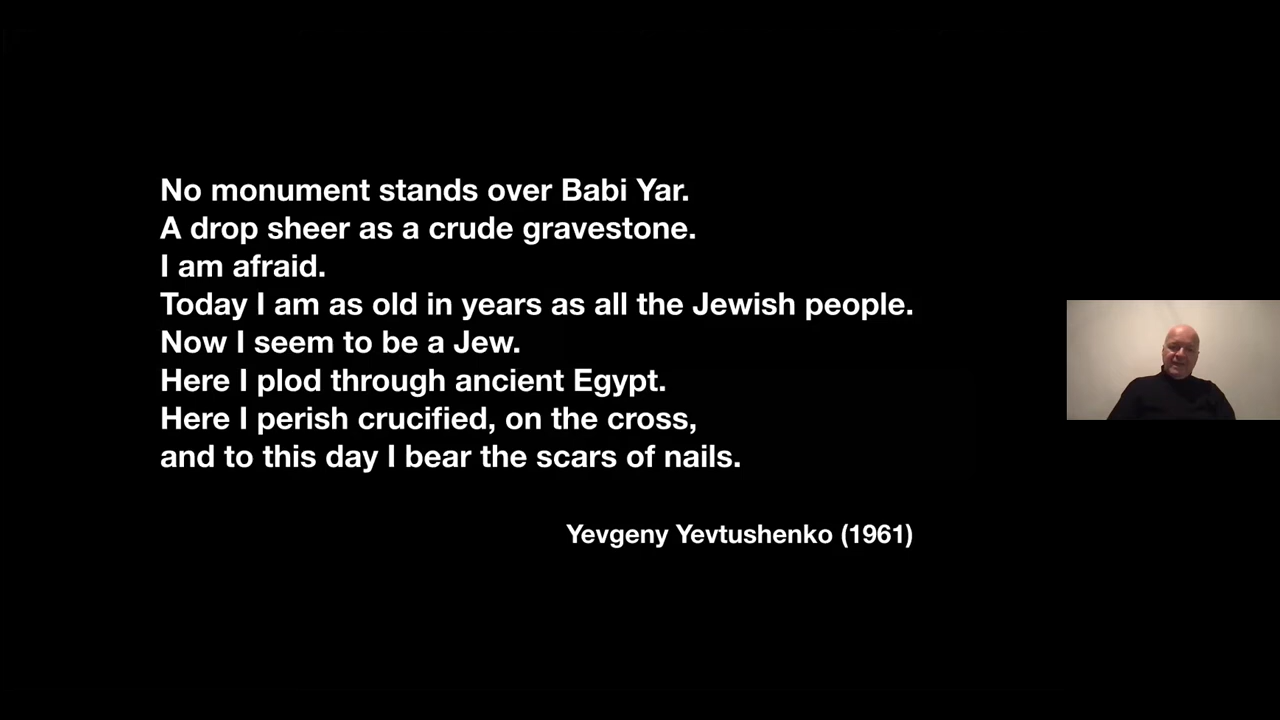 No monument stands over Babi Yar.
A drop sheer as a crude gravestone.
I am afraid.
Today I am as old in years as all the Jewish people.
Now I seem to be a Jew.
Here I plod through ancient Egypt.
Here I perish crucified, on the cross,
and to this day I bear the scars of nails.
Yevgeny Yevtushenko (1961)